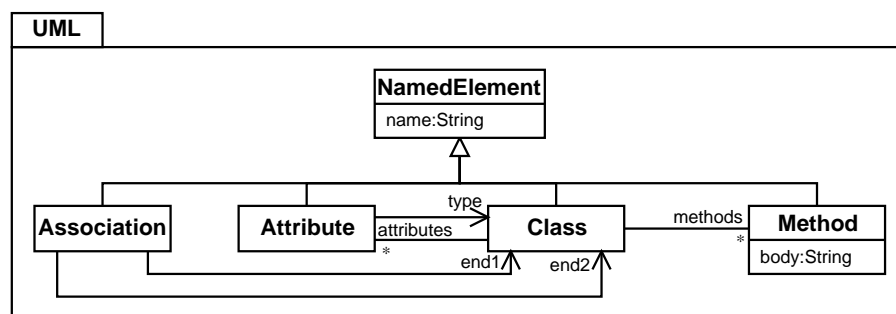 UML
NamedElement
name:String
type
Association
Attribute
attributes
*
Class
methods
*
Method
body:String
end1
end2